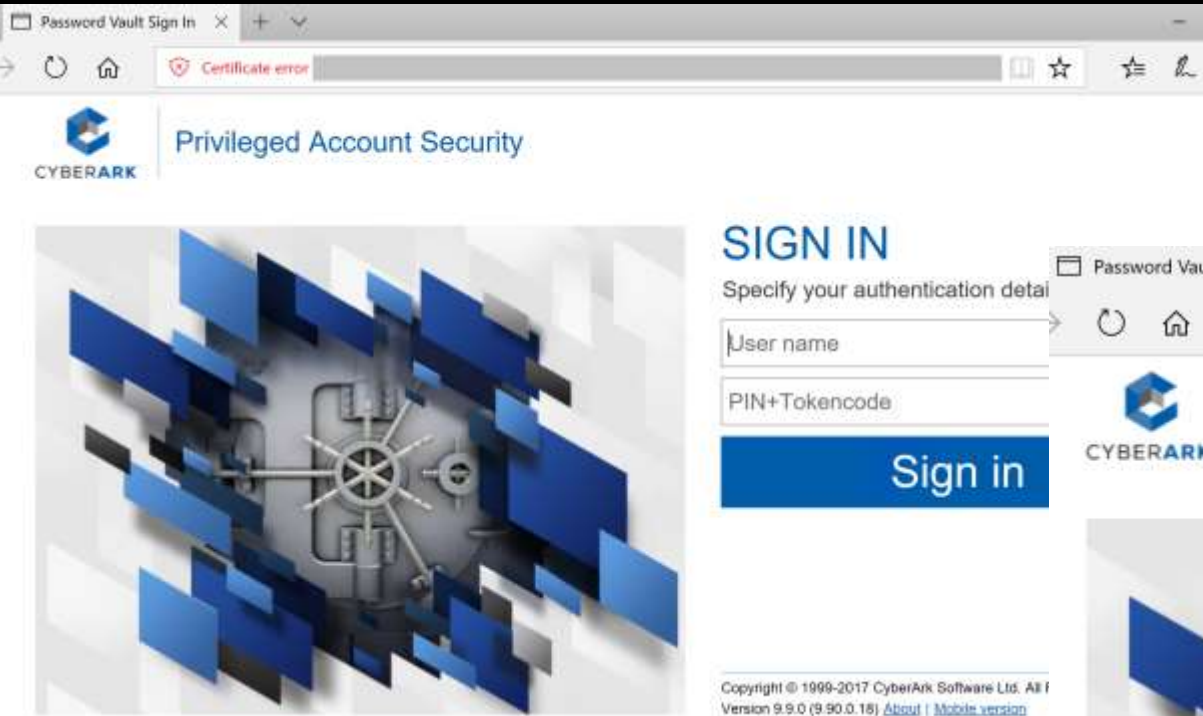 Password Vault Sign In
Certificate error
CYBERARK
Privileged Account Security
SIGN IN
Specify your authentication detai
User name
PIN+Tokencode
Sign in
Copyright © 1999-2017 CyberArk Software Ltd. All R
Version 9.9.0 (9.90.0.18) About | Mobile version
Password Vau
CYBERARK